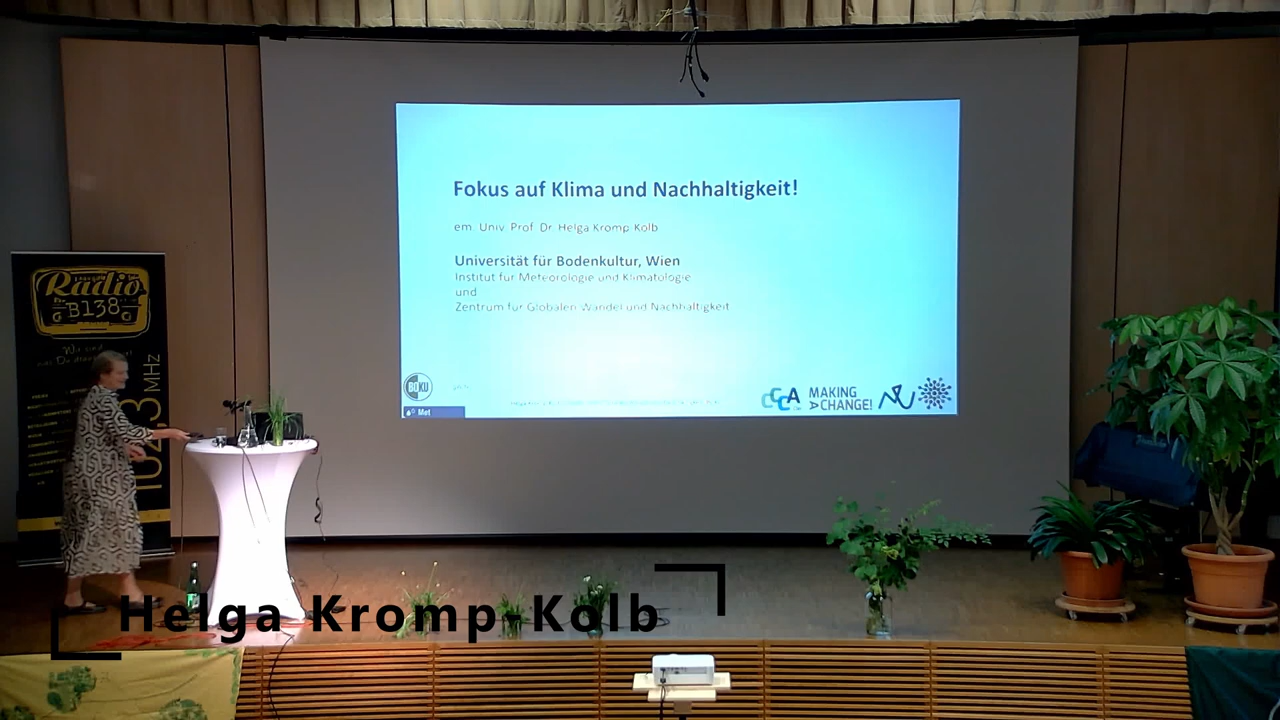 Fokus auf Klima und Nachhaltigkeit!
em. Univ. Prof. Dr. Helga Kromp Kolb
Universität für Bodenkultur, Wien
Institut für Meteorologie und Klimatologie
und
Zentrum für Globalen Wandel und Nachhaltigkeit
BOKU
Met
CCCA
MAKING
A CHANGE!
Radio
B138
102,3 MHz
Helga Kromp-Kolb